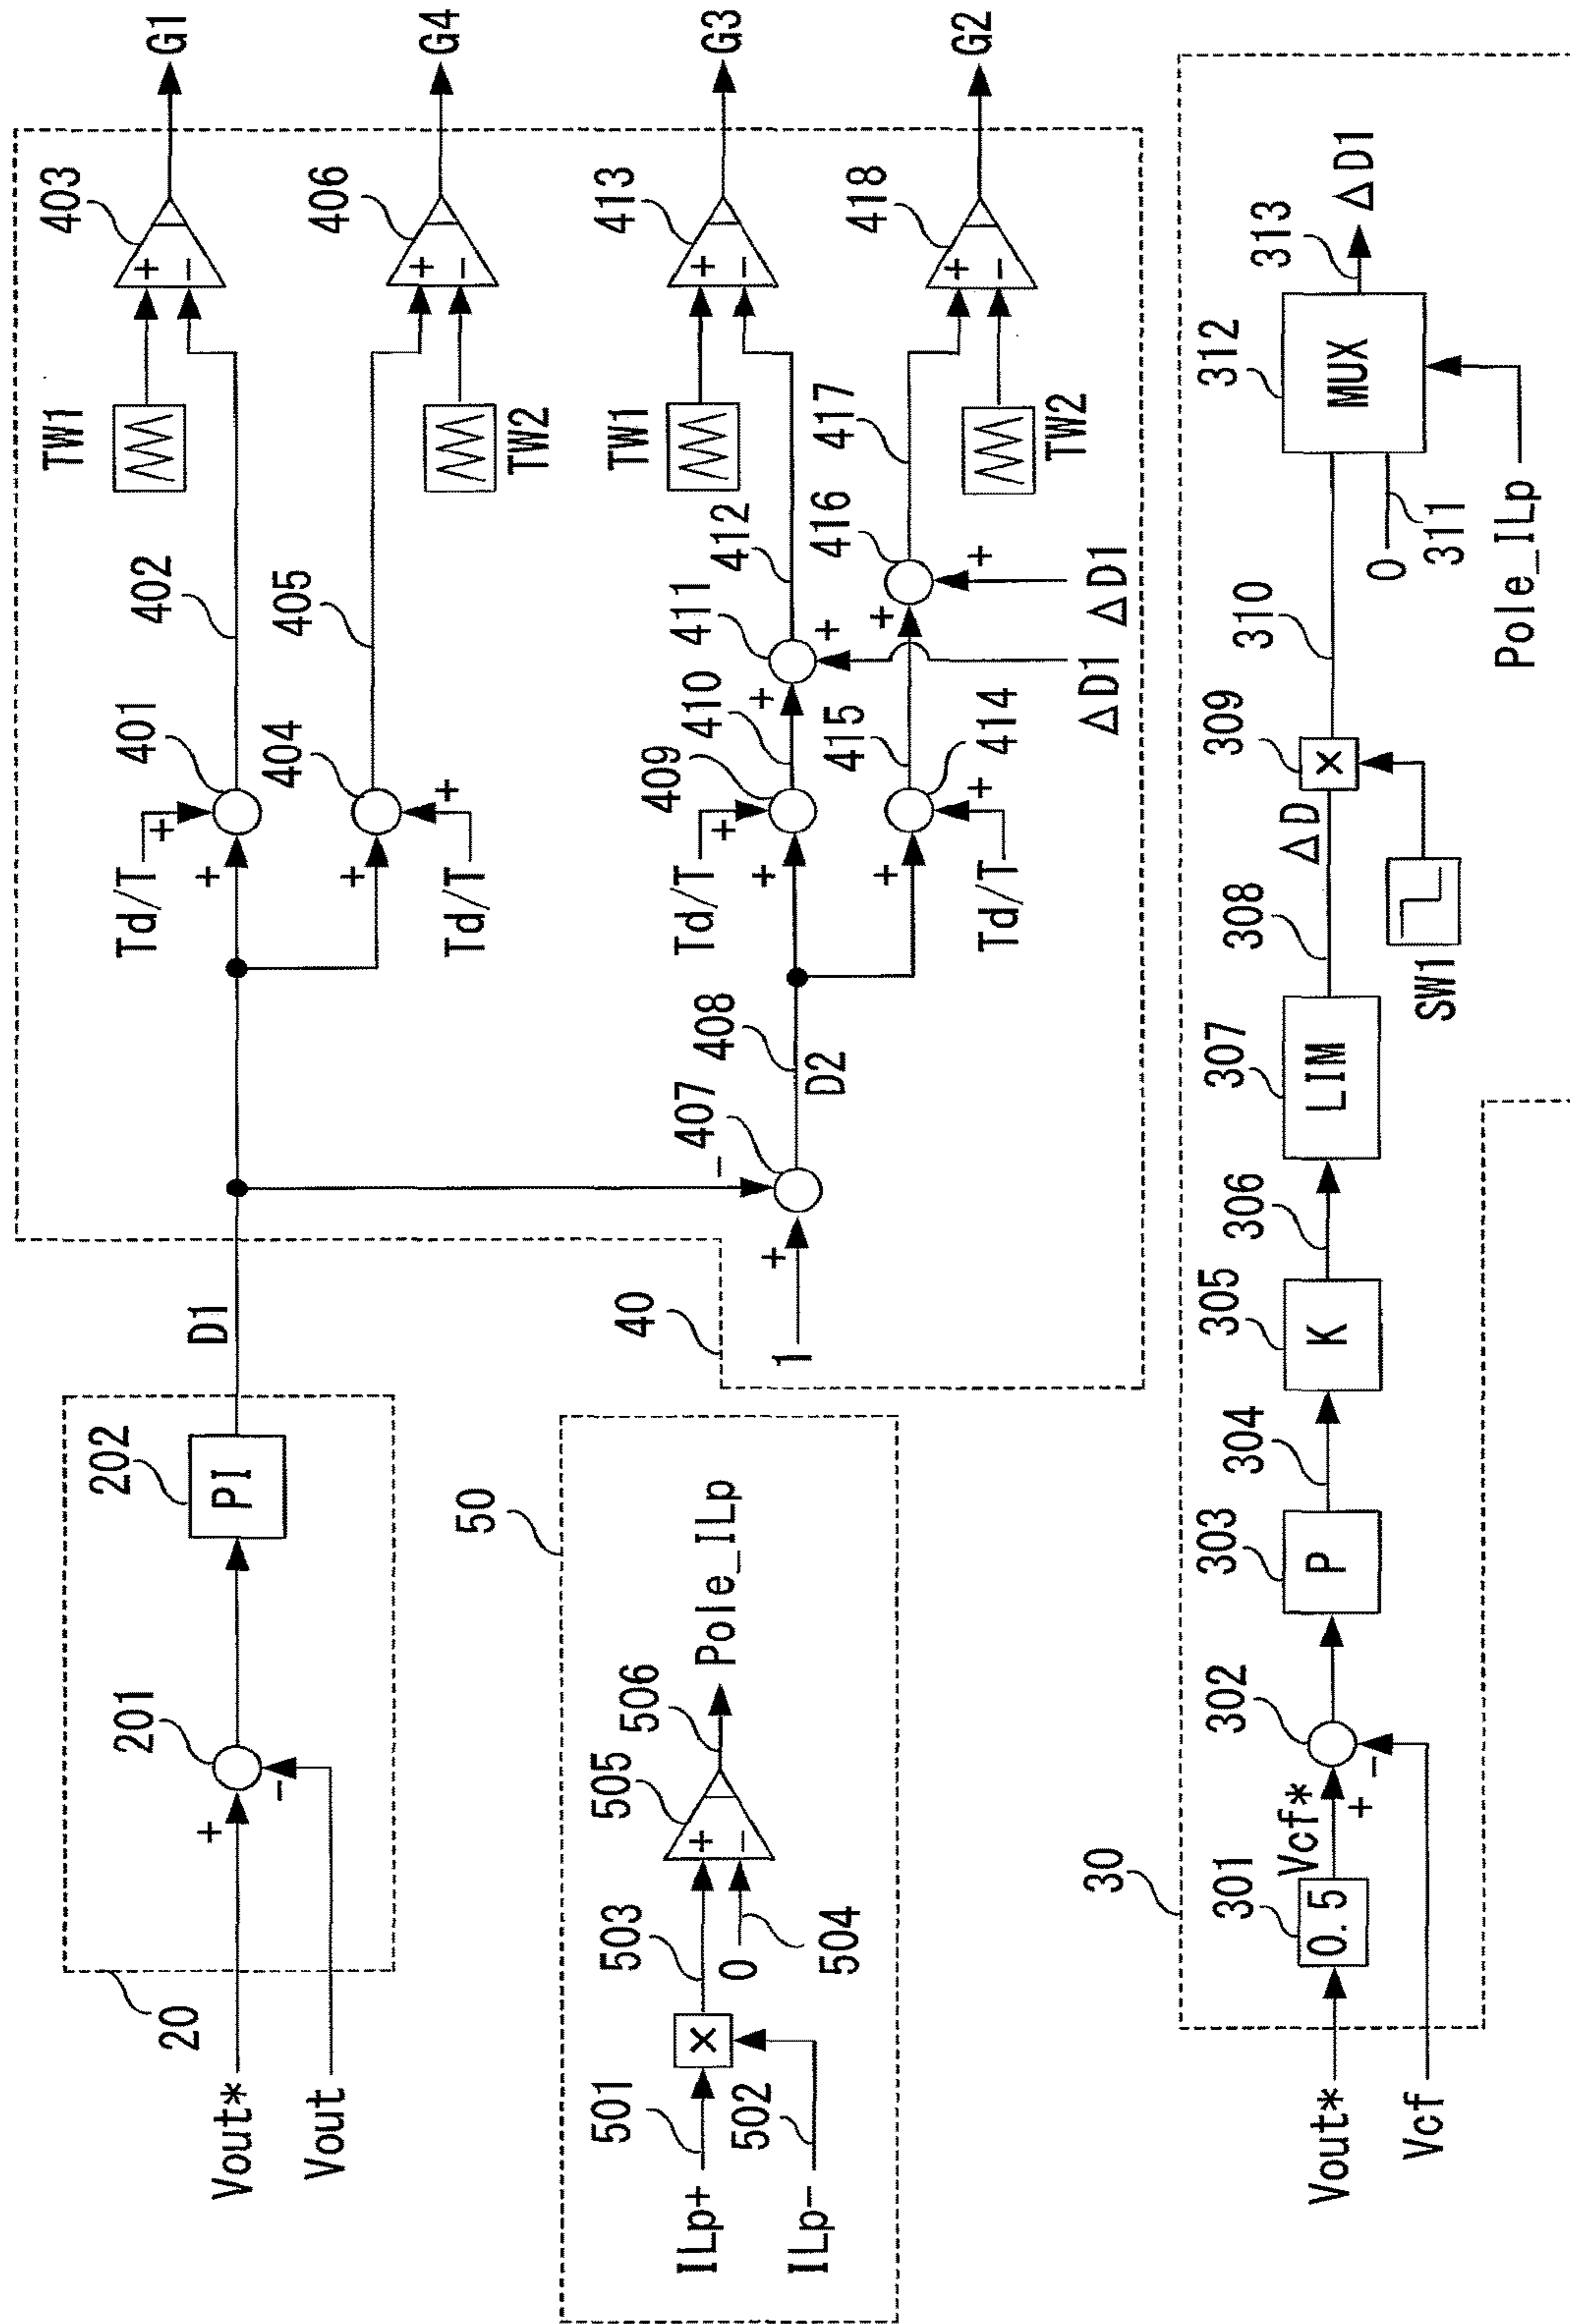 Vout*
Vout
20
201
202
PI
+
-
D1
40
1
+
-
407
408
D2
Td/T
+
+
401
402
TW1
+
-
403
G1
+
404
+
Td/T
405
TW2
+
-
406
G4
Td/T
+
+
409
410
+
411
+
ΔD1
412
TW1
+
-
413
G3
+
414
+
Td/T
415
+
416
+
ΔD1
417
TW2
+
-
418
G2
50
ILp+
501
ILp-
502
×
503
0
504
+
-
505
506
Pole_ILp
30
Vout*
Vcf
301
0.5
Vcf*
+
-
302
303
P
304
305
K
306
307
LIM
308
ΔD
309
×
SW1
310
0
311
312
MUX
Pole_ILp
313
ΔD1